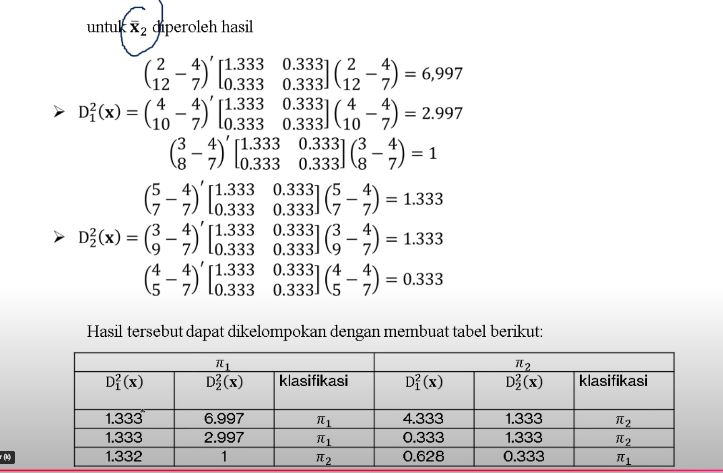 untuk x̄₂ diperoleh hasil
(2 12 − 4 7)′ [1.333 0.333 0.333 0.333] (2 12 − 4 7) = 6,997
➢ D₁²(x) = (4 10 − 4 7)′ [1.333 0.333 0.333 0.333] (4 10 − 4 7) = 2.997
(3 8 − 4 7)′ [1.333 0.333 0.333 0.333] (3 8 − 4 7) = 1
(5 7 − 4 7)′ [1.333 0.333 0.333 0.333] (5 7 − 4 7) = 1.333
➢ D₂²(x) = (3 9 − 4 7)′ [1.333 0.333 0.333 0.333] (3 9 − 4 7) = 1.333
(4 5 − 4 7)′ [1.333 0.333 0.333 0.333] (4 5 − 4 7) = 0.333
Hasil tersebut dapat dikelompokan dengan membuat tabel berikut:
π₁ π₂
D₁²(x) D₂²(x) klasifikasi D₁²(x) D₂²(x) klasifikasi
1.333 6.997 π₁ 4.333 1.333 π₂
1.333 2.997 π₁ 0.333 1.333 π₂
1.332 1 π₂ 0.628 0.333 π₁